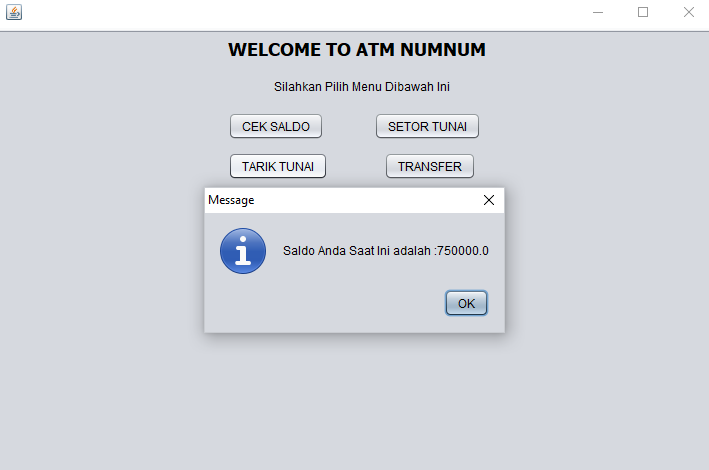 WELCOME TO ATM NUMNUM
Silahkan Pilih Menu Dibawah Ini
CEK SALDO
SETOR TUNAI
TARIK TUNAI
TRANSFER
Message
Saldo Anda Saat Ini adalah :750000.0
OK